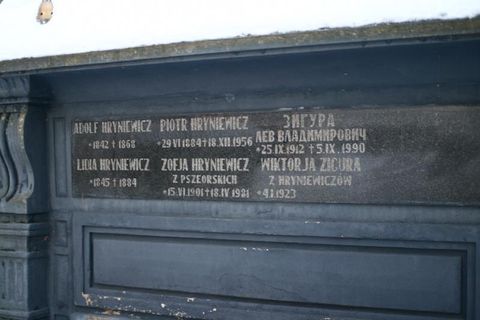 ADOLF HRYNIEWICZ
*1842 †1868
LIDIA HRYNIEWICZ
*1845 †1884
PIOTR HRYNIEWICZ
*29 VI 1884 †18.XII.1956
ZOFJA HRYNIEWICZ
Z PSZEORSKICH
*15.VI.1901 †18.IV 1981
ЗИГУРА
ЛЕВ ВЛАДИМИРОВИЧ
*25.IX.1912 †5.IX.1990
WIKTORJA ZIGURA
Z HRYNIEWICZÓW
*4.I.1923